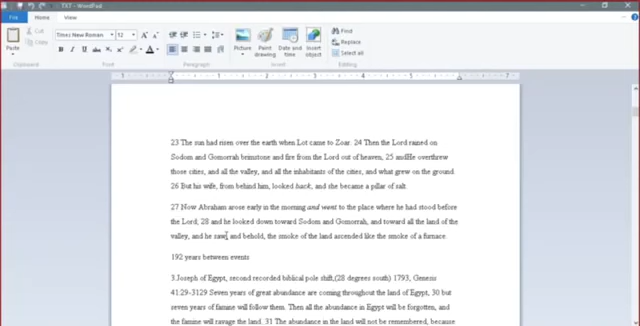 TXT - WordPad
File Home View
Cut
Copy
Paste
Times New Roman 12
Picture Paint drawing Date and time Insert object
Find
Replace
Select all
Clipboard Font Paragraph Insert Editing
1 1 2 3 4 5 6 7
23 The sun had risen over the earth when Lot came to Zoar. 24 Then the Lord rained on
Sodom and Gomorrah brimstone and fire from the Lord out of heaven, 25 andHe overthrew
those cities, and all the valley, and all the inhabitants of the cities, and what grew on the ground.
26 But his wife, from behind him, looked back, and she became a pillar of salt.
27 Now Abraham arose early in the morning and went to the place where he had stood before
the Lord; 28 and he looked down toward Sodom and Gomorrah, and toward all the land of the
valley, and he saw, and behold, the smoke of the land ascended like the smoke of a furnace.
192 years between events
3.Joseph of Egypt, second recorded biblical pole shift,(28 degrees south) 1793, Genesis
41:29-3129 Seven years of great abundance are coming throughout the land of Egypt, 30 but
seven years of famine will follow them. Then all the abundance in Egypt will be forgotten, and
the famine will ravage the land. 31 The abundance in the land will not be remembered, because